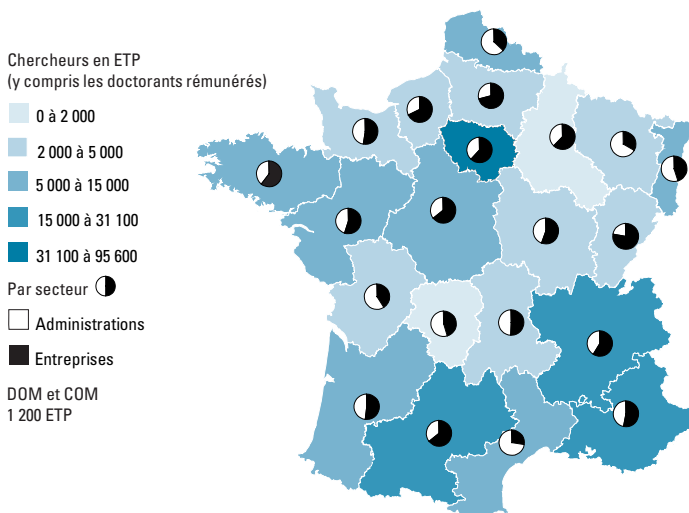 Chercheurs en ETP
(y compris les doctorants rémunérés)
0 à 2 000
2 000 à 5 000
5 000 à 15 000
15 000 à 31 100
31 100 à 95 600
Par secteur
Administrations
Entreprises
DOM et COM
1 200 ETP